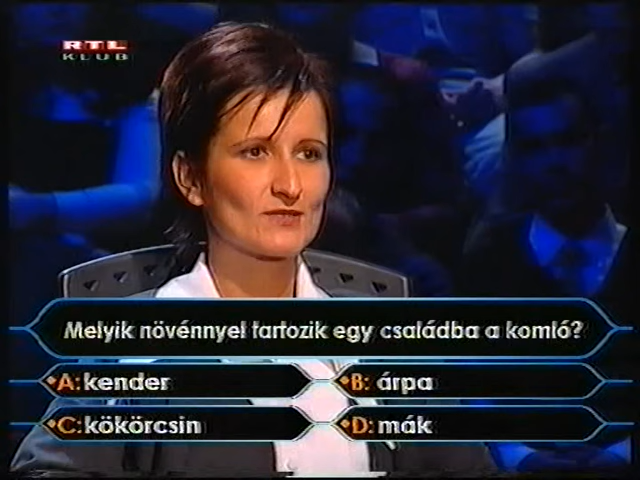 RTL
KLUB
Melyik növénnyel tartozik egy családba a komló?
A: kender
B: árpa
C: kökörcsin
D: mák